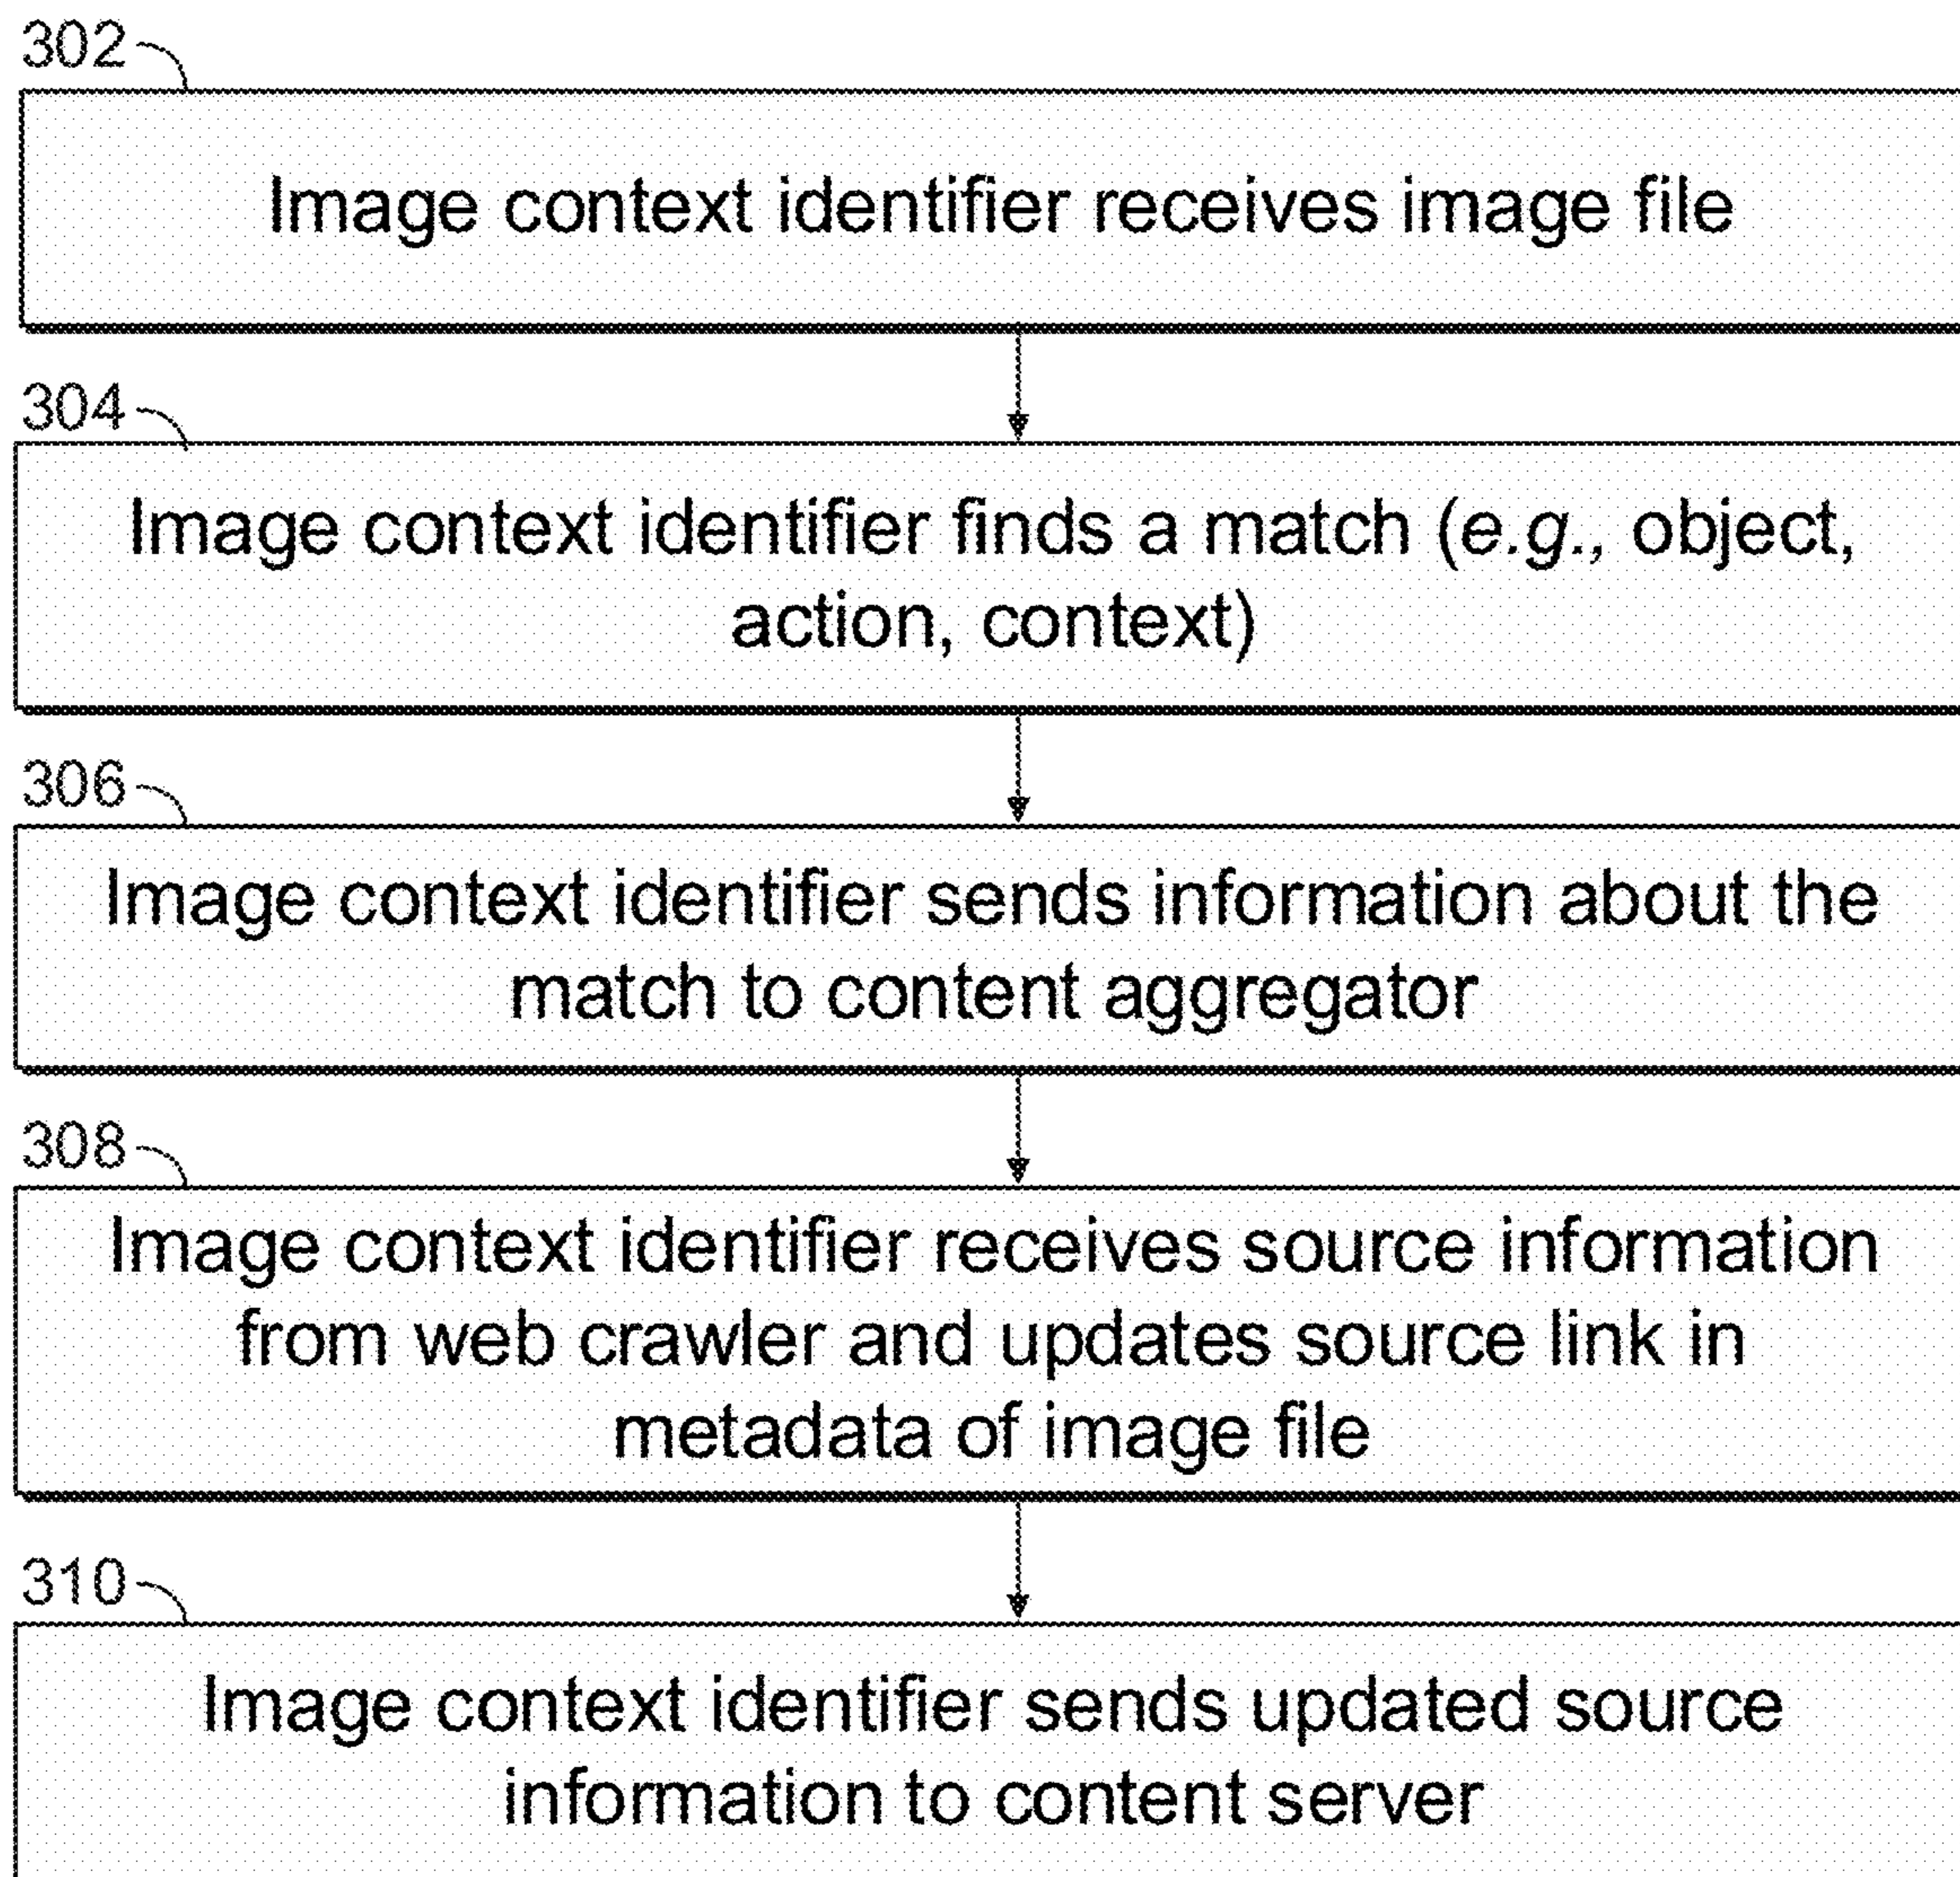 302
Image context identifier receives image file
304
Image context identifier finds a match (e.g., object,
action, context)
306
Image context identifier sends information about the
match to content aggregator
308
Image context identifier receives source information
from web crawler and updates source link in
metadata of image file
310
Image context identifier sends updated source
information to content server